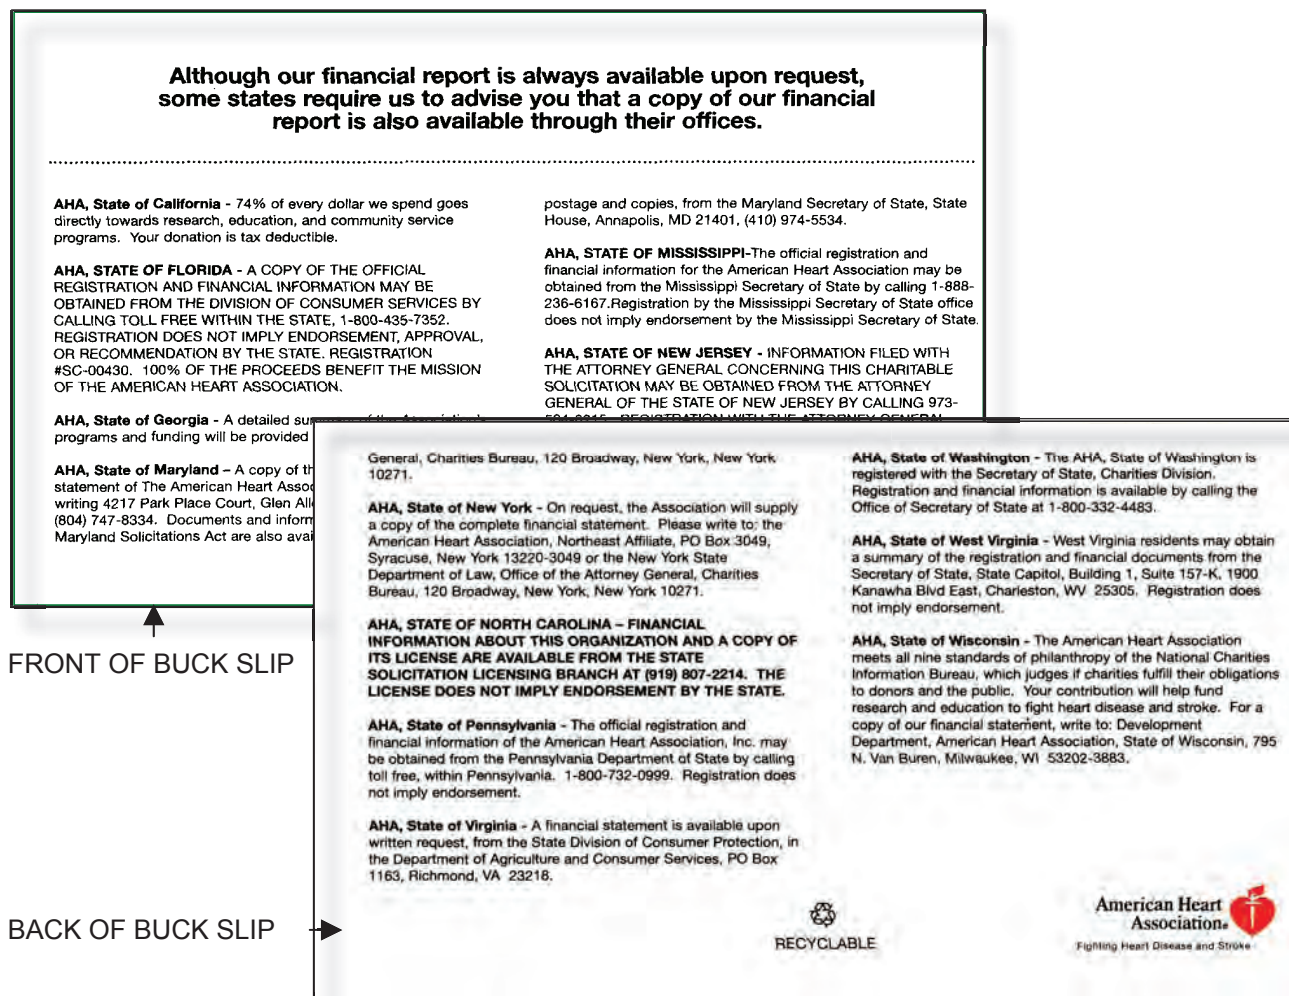 Although our financial report is always available upon request,
some states require us to advise you that a copy of our financial
report is also available through their offices.
AHA, State of California - 74% of every dollar we spend goes
directly towards research, education, and community service
programs. Your donation is tax deductible.
AHA, STATE OF FLORIDA - A COPY OF THE OFFICIAL
REGISTRATION AND FINANCIAL INFORMATION MAY BE
OBTAINED FROM THE DIVISION OF CONSUMER SERVICES BY
CALLING TOLL FREE WITHIN THE STATE, 1-800-435-7352.
REGISTRATION DOES NOT IMPLY ENDORSEMENT, APPROVAL,
OR RECOMMENDATION BY THE STATE. REGISTRATION
#SC-00430. 100% OF THE PROCEEDS BENEFIT THE MISSION
OF THE AMERICAN HEART ASSOCIATION.
AHA, State of Georgia - A detailed
programs and funding will be provided
AHA, State of Maryland – A copy of th
statement of The American Heart Asso
writing 4217 Park Place Court, Glen All
(804) 747-8334. Documents and inform
Maryland Solicitations Act are also avai
postage and copies, from the Maryland Secretary of State, State
House, Annapolis, MD 21401, (410) 974-5534.
AHA, STATE OF MISSISSIPPI-The official registration and
financial information for the American Heart Association may be
obtained from the Mississippi Secretary of State by calling 1-888-
236-6167.Registration by the Mississippi Secretary of State office
does not imply endorsement by the Mississippi Secretary of State.
AHA, STATE OF NEW JERSEY - INFORMATION FILED WITH
THE ATTORNEY GENERAL CONCERNING THIS CHARITABLE
SOLICITATION MAY BE OBTAINED FROM THE ATTORNEY
GENERAL OF THE STATE OF NEW JERSEY BY CALLING 973-
REGISTRATION WITH THE ATTORNEY GENERAL
FRONT OF BUCK SLIP
General, Charities Bureau, 120 Broadway, New York, New York
10271.
AHA, State of New York - On request, the Association will supply
a copy of the complete financial statement. Please write to: the
American Heart Association, Northeast Affiliate, PO Box 3049,
Syracuse, New York 13220-3049 or the New York State
Department of Law, Office of the Attorney General, Charities
Bureau, 120 Broadway, New York, New York 10271.
AHA, STATE OF NORTH CAROLINA – FINANCIAL
INFORMATION ABOUT THIS ORGANIZATION AND A COPY OF
ITS LICENSE ARE AVAILABLE FROM THE STATE
SOLICITATION LICENSING BRANCH AT (919) 807-2214. THE
LICENSE DOES NOT IMPLY ENDORSEMENT BY THE STATE.
AHA, State of Pennsylvania - The official registration and
financial information of the American Heart Association, Inc. may
be obtained from the Pennsylvania Department of State by calling
toll free, within Pennsylvania. 1-800-732-0999. Registration does
not imply endorsement.
AHA, State of Virginia - A financial statement is available upon
written request, from the State Division of Consumer Protection, in
the Department of Agriculture and Consumer Services, PO Box
1163, Richmond, VA 23218.
AHA, State of Washington - The AHA, State of Washington is
registered with the Secretary of State, Charities Division.
Registration and financial information is available by calling the
Office of Secretary of State at 1-800-332-4483.
AHA, State of West Virginia - West Virginia residents may obtain
a summary of the registration and financial documents from the
Secretary of State, State Capitol, Building 1, Suite 157-K, 1900
Kanawha Blvd East, Charleston, WV 25305. Registration does
not imply endorsement.
AHA, State of Wisconsin - The American Heart Association
meets all nine standards of philanthropy of the National Charities
Information Bureau, which judges if charities fulfill their obligations
to donors and the public. Your contribution will help fund
research and education to fight heart disease and stroke. For a
copy of our financial statement, write to: Development
Department, American Heart Association, State of Wisconsin, 795
N. Van Buren, Milwaukee, WI 53202-3883.
BACK OF BUCK SLIP
RECYCLABLE
American Heart
Association®
Fighting Heart Disease and Stroke